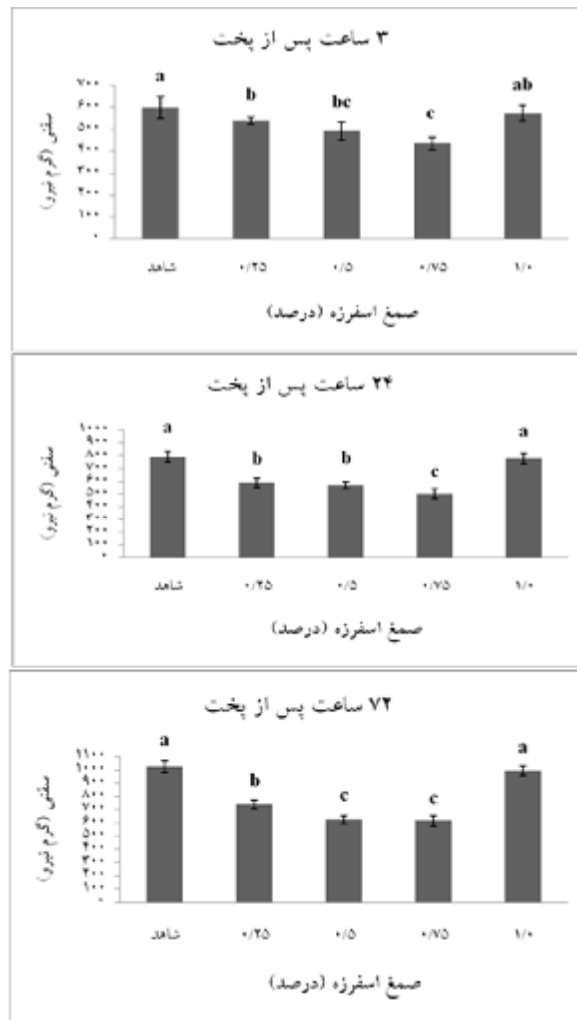 ۳ ساعت پس از پخت
سفتی (گرم نیرو)
۷۰۰
۶۰۰
۵۰۰
۴۰۰
۳۰۰
۲۰۰
۱۰۰
۰
a b bc c ab
شاهد ۰/۲۵ ۰/۵ ۰/۷۵ ۱/۰
صمغ اسفرزه (درصد)
۲۴ ساعت پس از پخت
سفتی (گرم نیرو)
۱۰۰۰
۹۰۰
۸۰۰
۷۰۰
۶۰۰
۵۰۰
۴۰۰
۳۰۰
۲۰۰
۱۰۰
۰
a b b c a
شاهد ۰/۲۵ ۰/۵ ۰/۷۵ ۱/۰
صمغ اسفرزه (درصد)
۷۲ ساعت پس از پخت
سفتی (گرم نیرو)
۱۱۰۰
۱۰۰۰
۹۰۰
۸۰۰
۷۰۰
۶۰۰
۵۰۰
۴۰۰
۳۰۰
۲۰۰
۱۰۰
۰
a b c c a
شاهد ۰/۲۵ ۰/۵ ۰/۷۵ ۱/۰
صمغ اسفرزه (درصد)